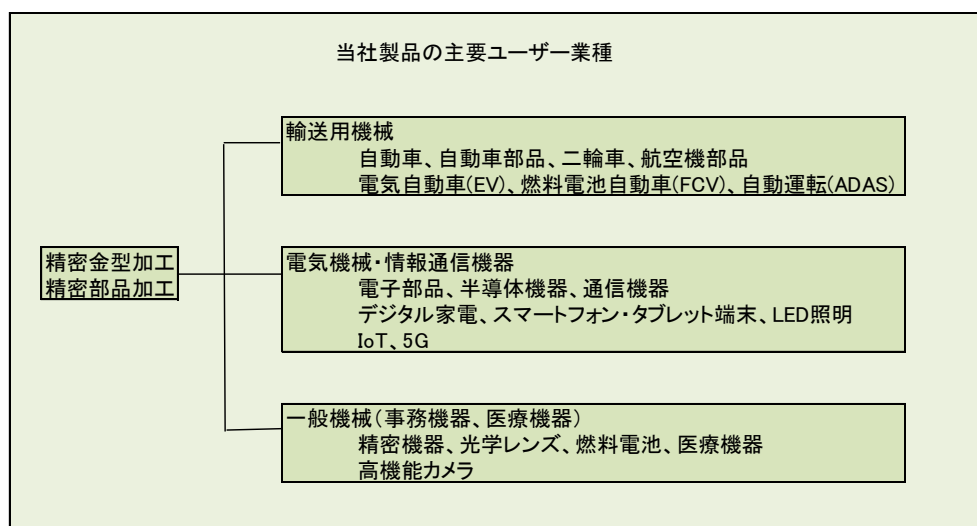 当社製品の主要ユーザー業種
輸送用機械
自動車、自動車部品、二輪車、航空機部品
電気自動車(EV)、燃料電池自動車(FCV)、自動運転(ADAS)
精密金型加工
精密部品加工
電気機械・情報通信機器
電子部品、半導体機器、通信機器
デジタル家電、スマートフォン・タブレット端末、LED照明
IoT、5G
一般機械(事務機器、医療機器)
精密機器、光学レンズ、燃料電池、医療機器
高機能カメラ